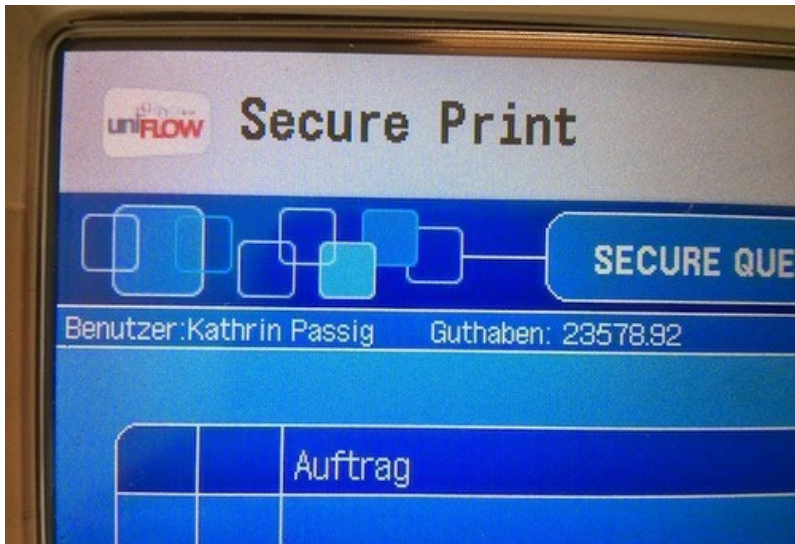 uniFLOW Secure Print
SECURE QUE
Benutzer:Kathrin Passig Guthaben: 23578.92
Auftrag